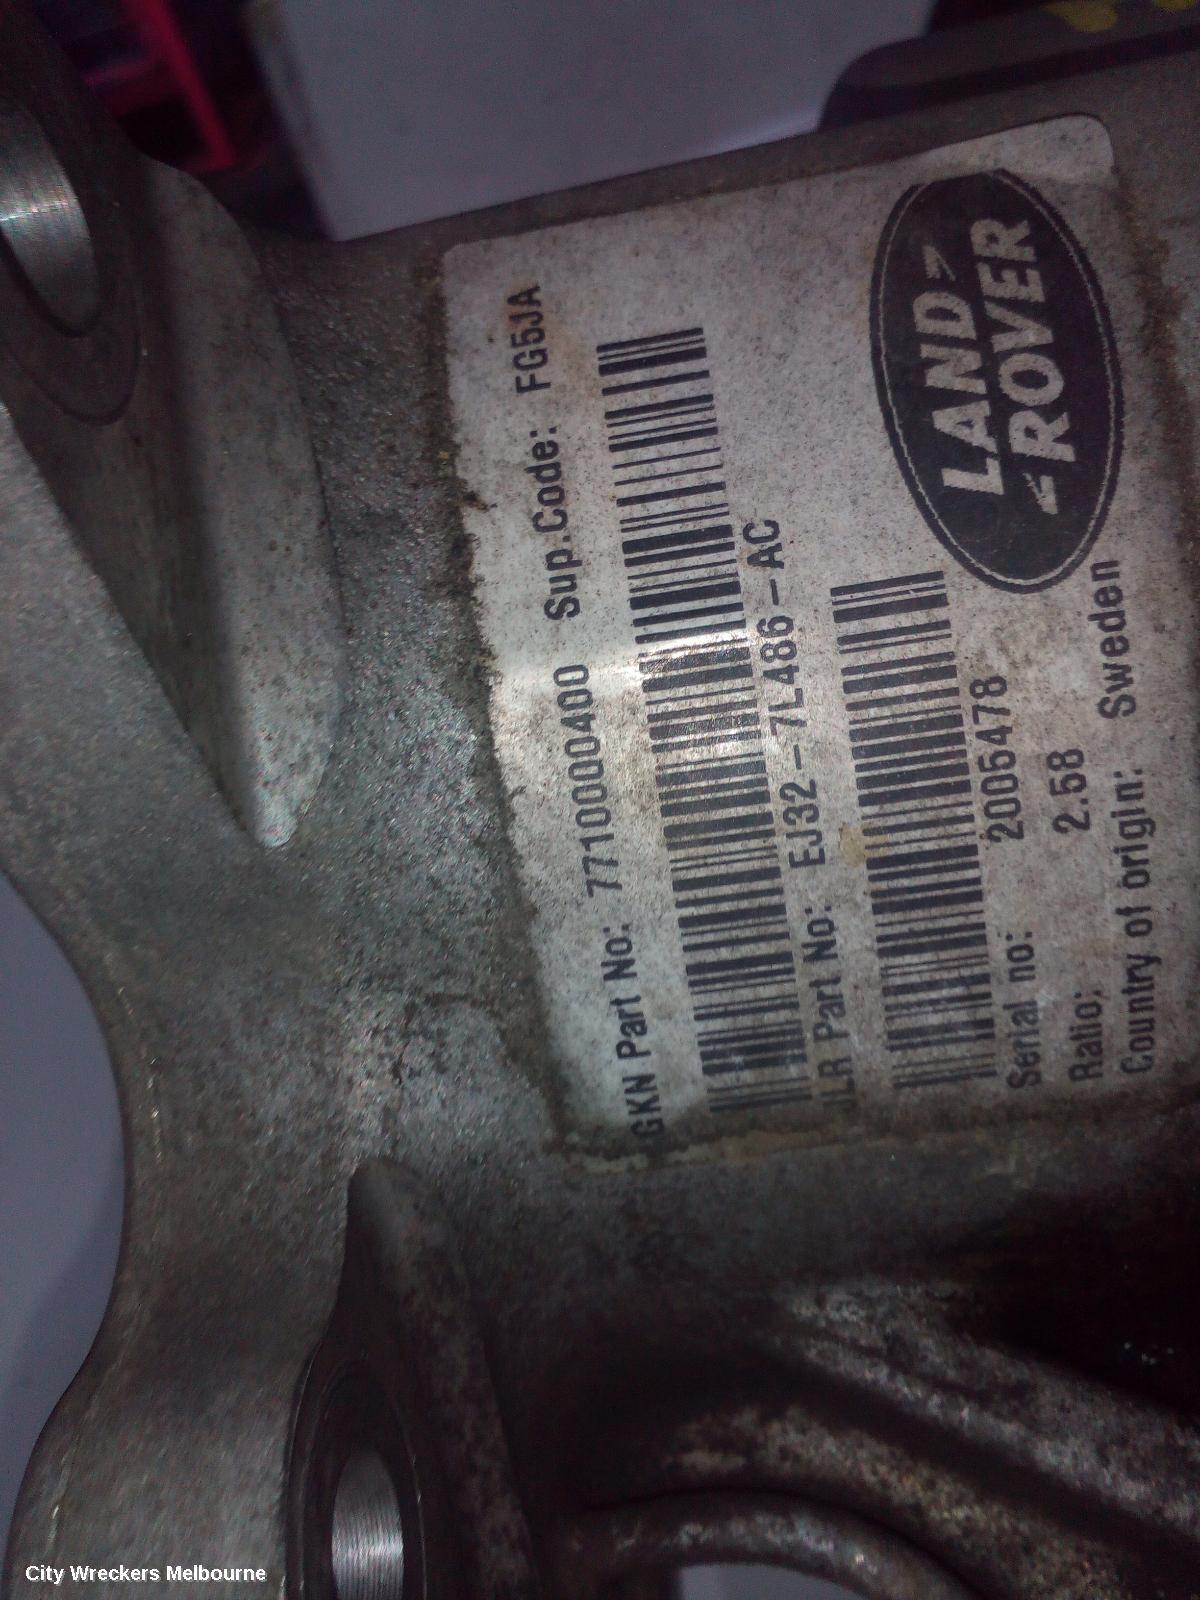 LAND
ROVER
GKN Part No: 7710000400 Sup.Code: FG5JA
JLR Part No: EJ32-7L486-AC
Serial no: 2005478
Ratio: 2.58
Country of origin: Sweden
City Wreckers Melbourne